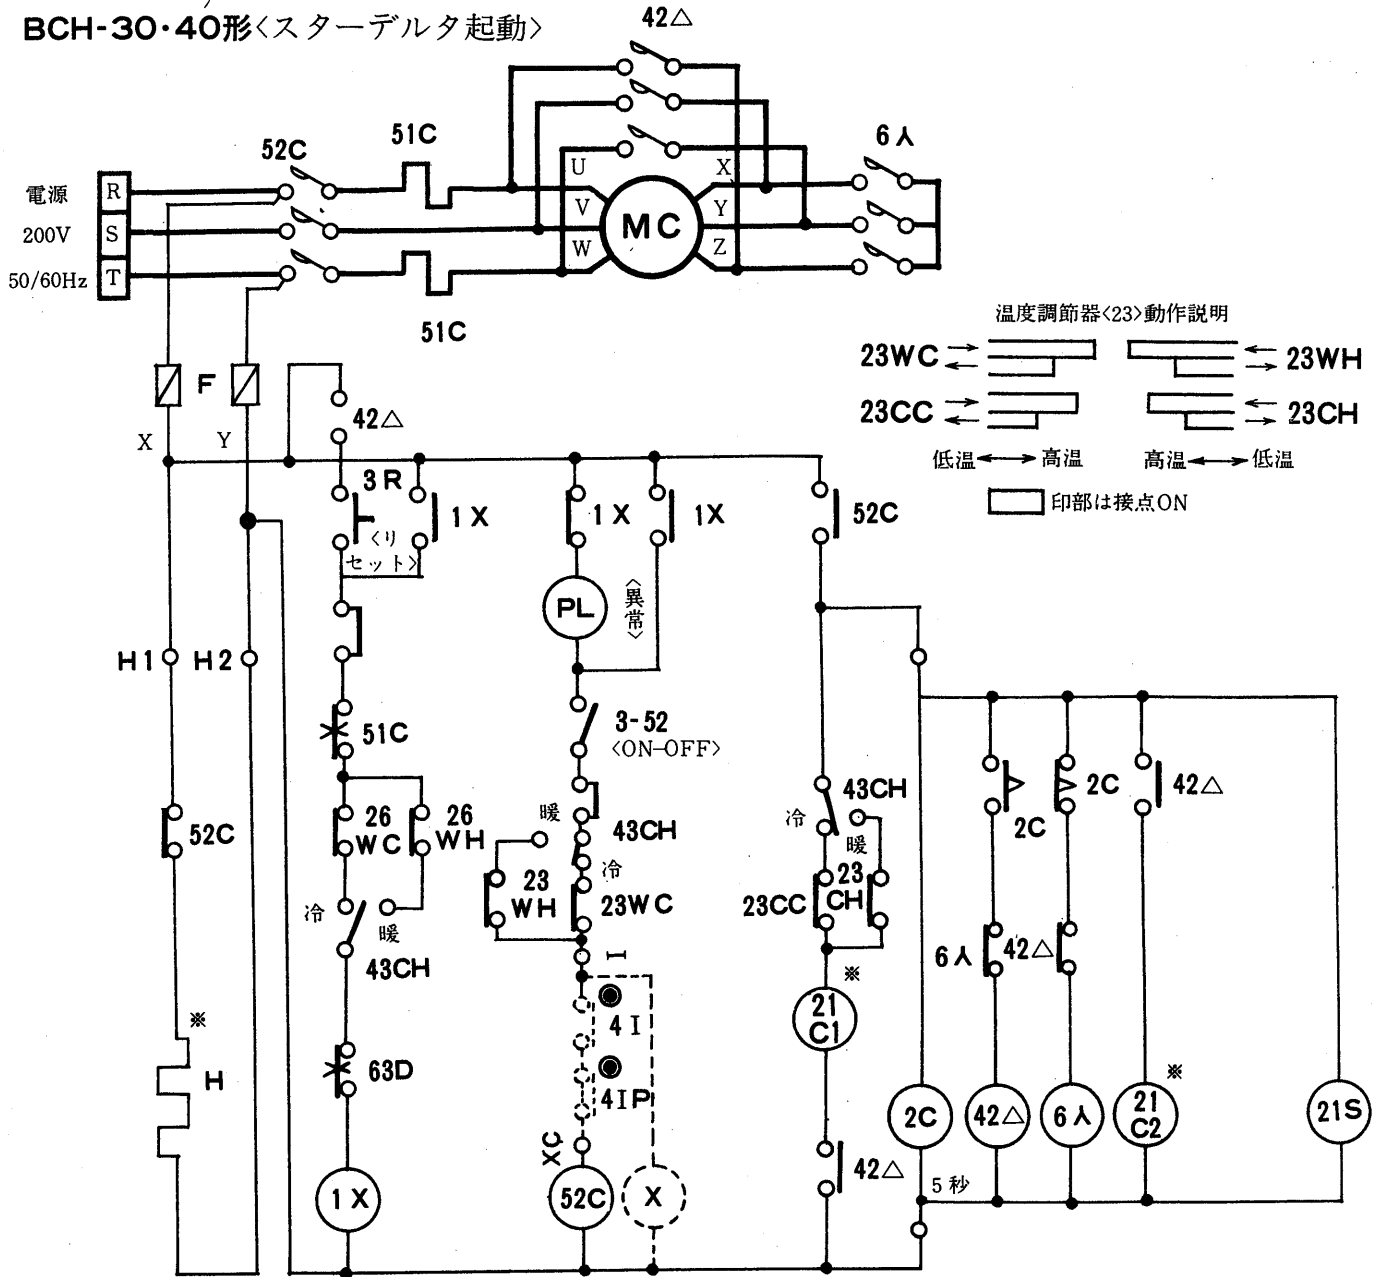 BCH-30・40形〈スターデルタ起動〉
42△
51C
6人
52C
電源
200V
50/60Hz
R
S
T
U
V
W
MC
X
Y
Z
51C
温度調節器〈23〉動作説明
23WC
23WH
23CC
23CH
低温
高温
高温
低温
印部は接点ON
F
X
Y
42△
3R
〈リ
セット〉
1X
1X
1X
52C
PL
〈異常〉
H1
H2
3-52
〈ON-OFF〉
51C
52C
26
WC
26
WH
暖
43CH
冷
23
WH
23WC
冷
暖
43CH
43CH
冷
暖
23CC
23
CH
2C
2C
42△
6人
42△
I
※
21
C1
4I
4IP
XC
63D
※
H
1X
52C
X
42△
2C
42△
6人
※
21
C2
21S
5秒